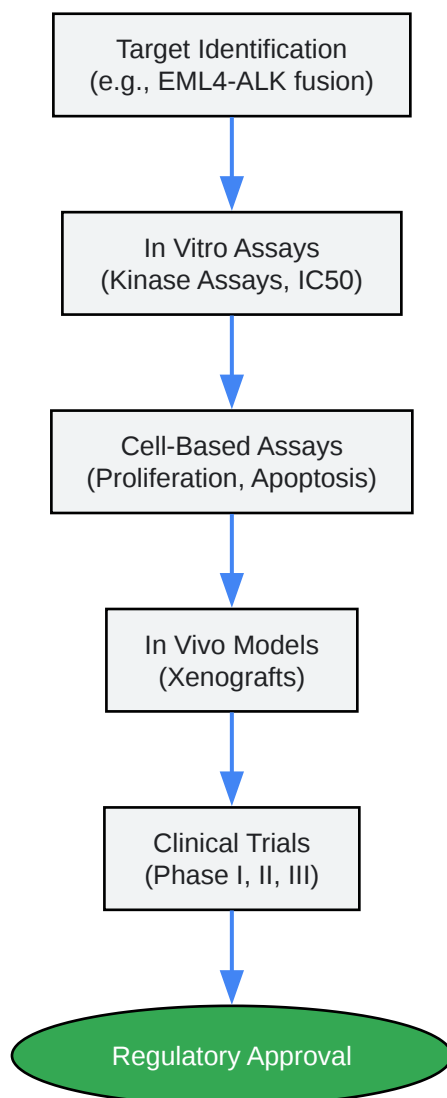 Target Identification
(e.g., EML4-ALK fusion)
In Vitro Assays
(Kinase Assays, IC50)
Cell-Based Assays
(Proliferation, Apoptosis)
In Vivo Models
(Xenografts)
Clinical Trials
(Phase I, II, III)
Regulatory Approval